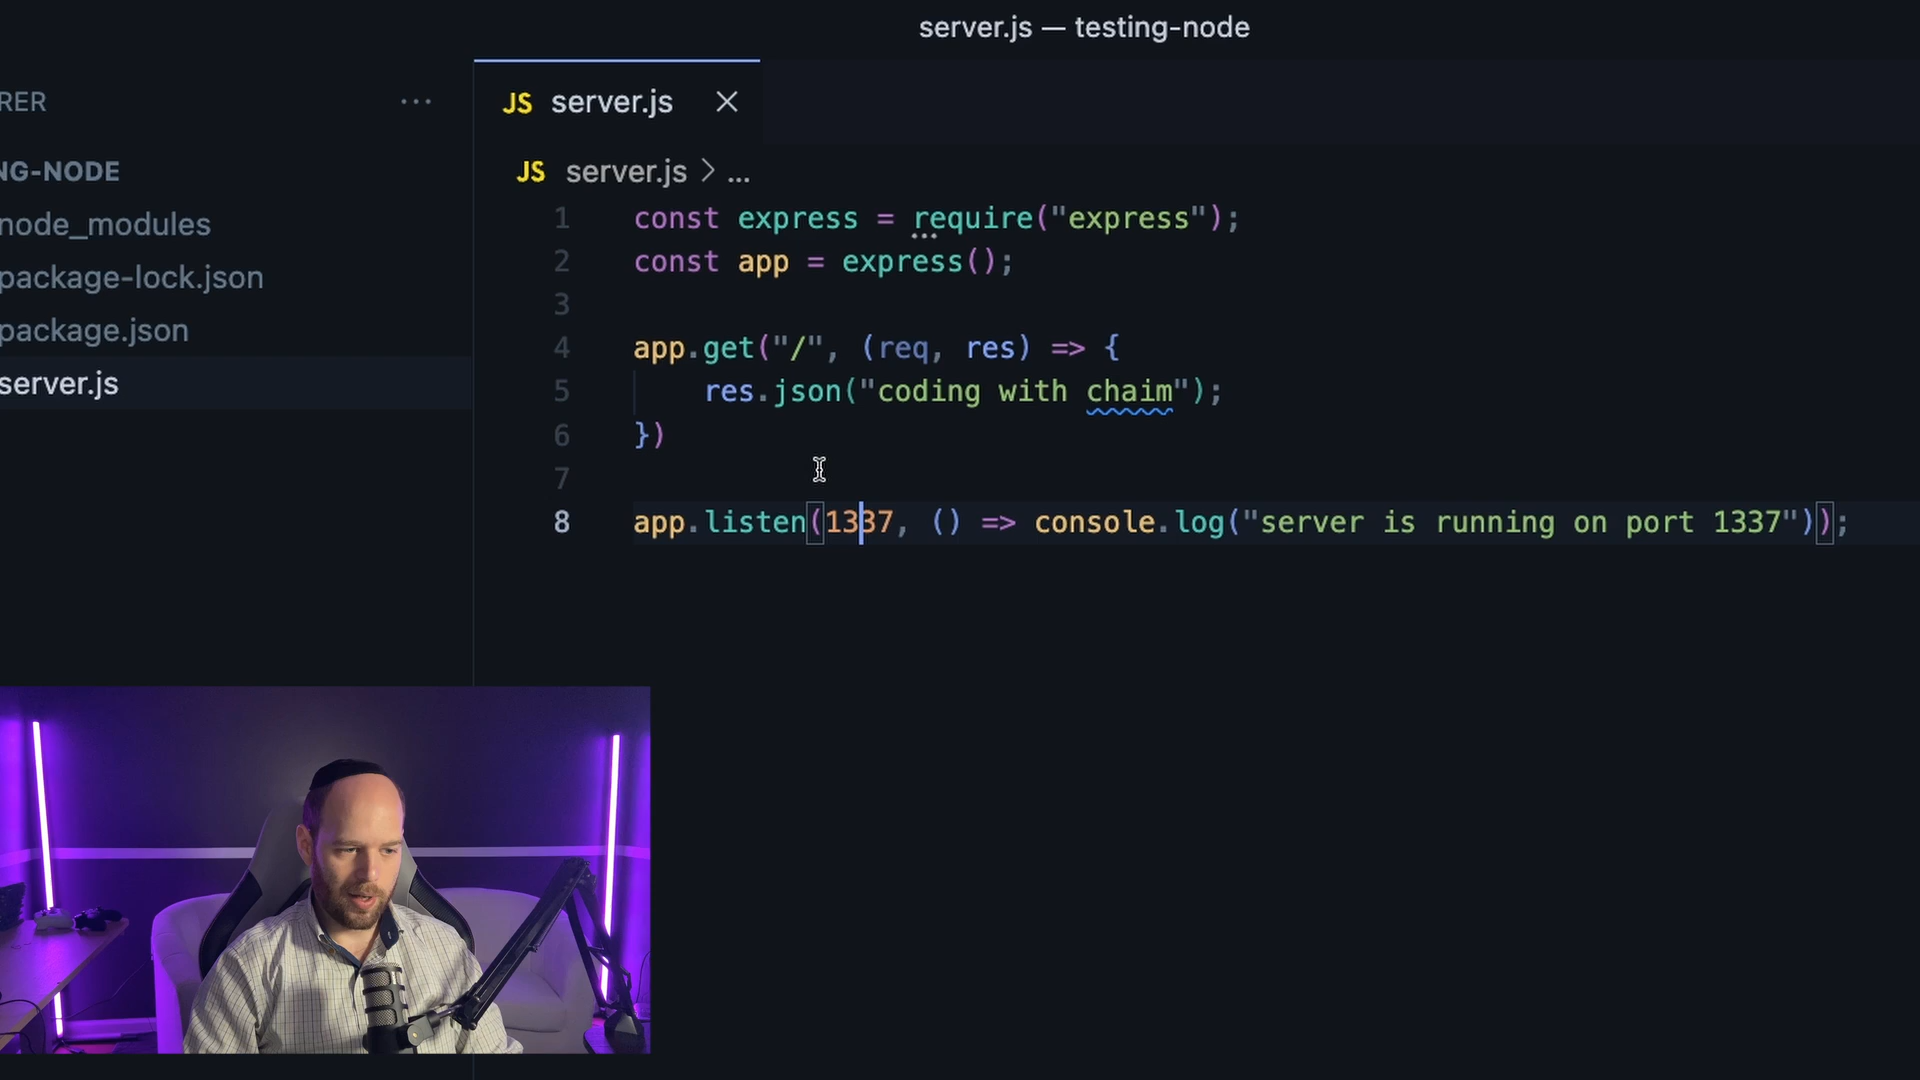 server.js — testing-node
RER ...
JS server.js
NG-NODE
JS server.js > ...
node_modules
package-lock.json
package.json
server.js
1 const express = require("express");
2 const app = express();
3
4 app.get("/", (req, res) => {
5 res.json("coding with chaim");
6 })
7
8 app.listen(1337, () => console.log("server is running on port 1337"));